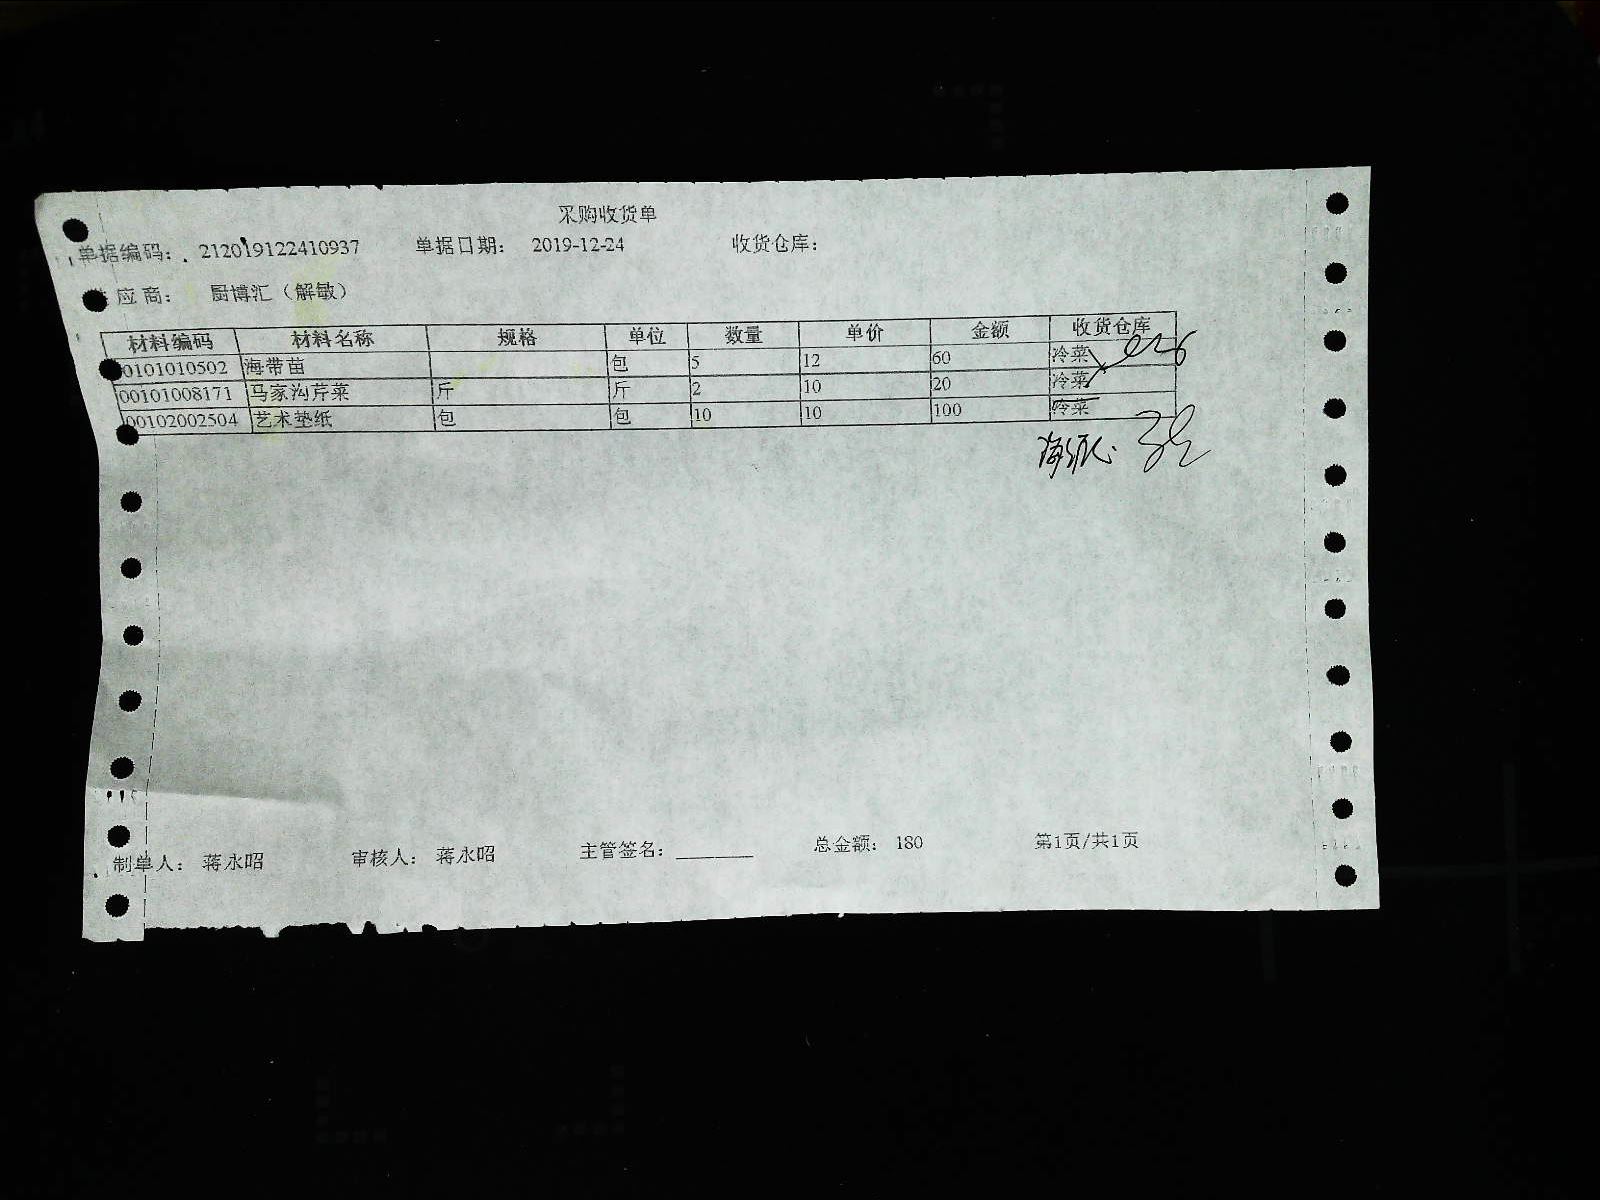 采购收货单
单据编码: 212019122410937 单据日期: 2019-12-24 收货仓库:
应商: 厨博汇（解敏）
材料编码 材料名称 规格 单位 数量 单价 金额 收货仓库
0101010502 海带苗 包 5 12 60 冷菜
00101008171 马家沟芹菜 斤 斤 2 10 20 冷菜
00102002504 艺术垫纸 包 包 10 10 100 冷菜
制单人: 蒋永昭 审核人: 蒋永昭 主管签名: 总金额: 180 第1页/共1页